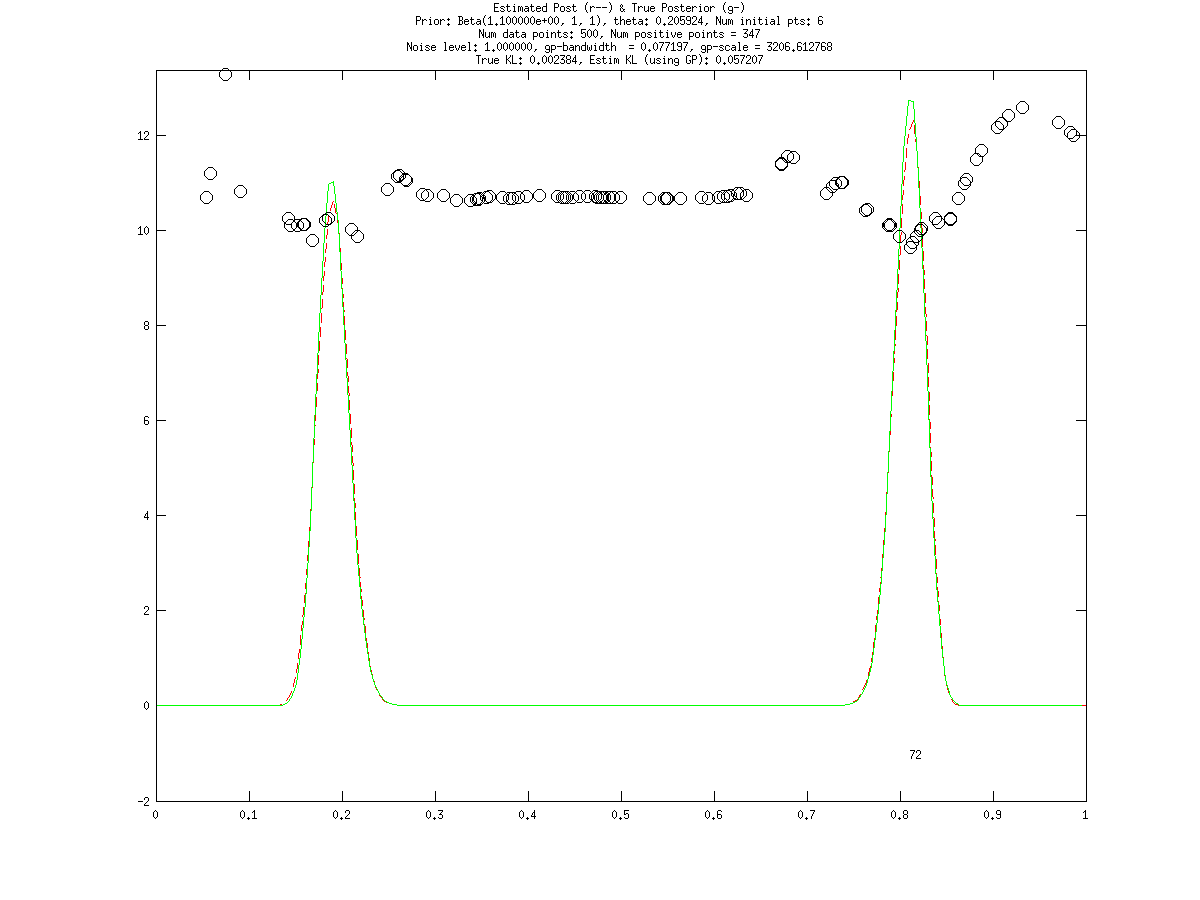 Estimated Post (r--) & True Posterior (g-)
Prior: Beta(1.100000e+00, 1, 1), theta: 0.205924, Num initial pts: 6
Num data points: 500, Num positive points = 347
Noise level: 1.000000, gp-bandwidth  = 0.077197, gp-scale = 3206.612768
True KL: 0.002384, Estim KL (using GP): 0.057207
12
10
8
6
4
2
0
72
-2
0 0.1 0.2 0.3 0.4 0.5 0.6 0.7 0.8 0.9 1